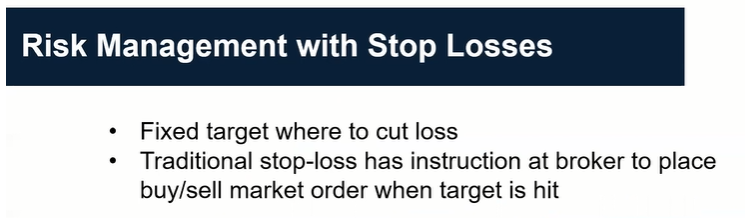 Risk Management with Stop Losses
• Fixed target where to cut loss
• Traditional stop-loss has instruction at broker to place
buy/sell market order when target is hit